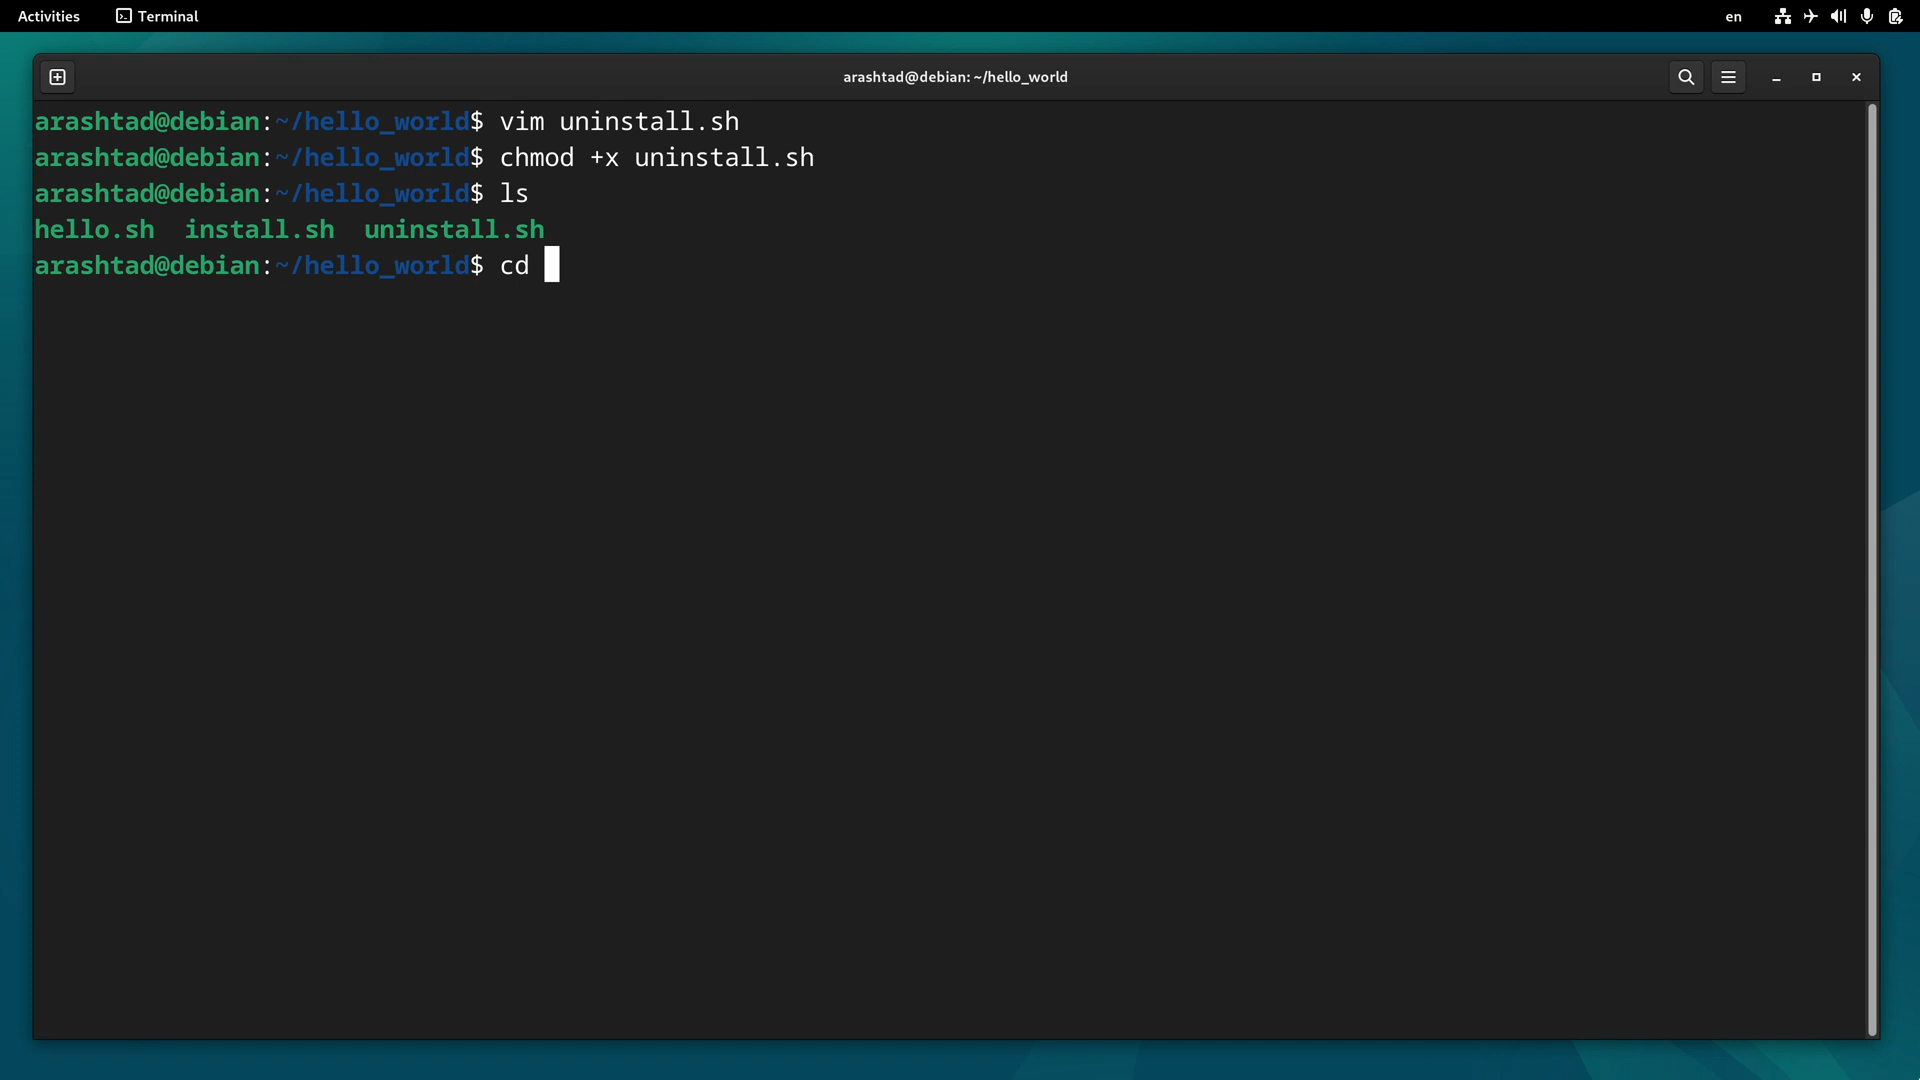 Activities Terminal en
arashtad@debian: ~/hello_world
arashtad@debian:~/hello_world$ vim uninstall.sh
arashtad@debian:~/hello_world$ chmod +x uninstall.sh
arashtad@debian:~/hello_world$ ls
hello.sh  install.sh  uninstall.sh
arashtad@debian:~/hello_world$ cd